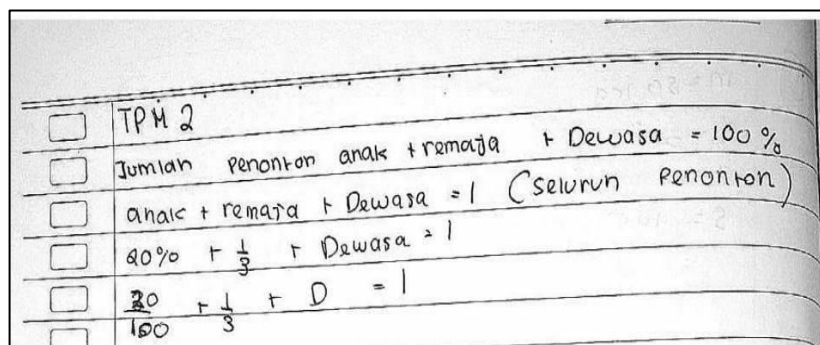 TPM 2
Jumlah penonton anak + remaja + Dewasa = 100%
anak + remaja + Dewasa = 1 (Seluruh Penonton)
20% + 1/3 + Dewasa = 1
20/100 + 1/3 + D = 1